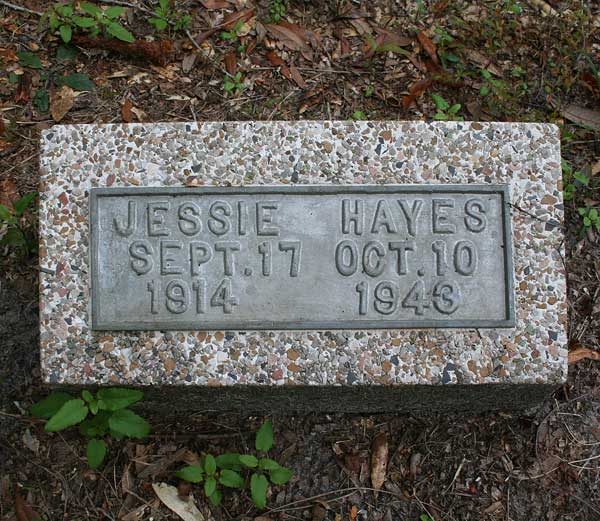 JESSIE HAYES
SEPT. 17 OCT. 10
1914 1943